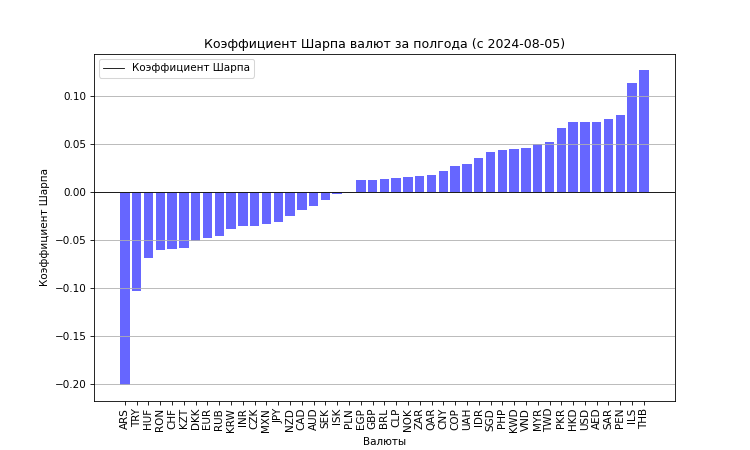 Коэффициент Шарпа валют за полгода (с 2024-08-05)
Коэффициент Шарпа
0.10
0.05
0.00
−0.05
−0.10
−0.15
−0.20
Коэффициент Шарпа
ARS TRY HUF RON CHF KZT DKK EUR RUB KRW INR CZK MXN JPY NZD CAD AUD SEK ISK PLN EGP GBP BRL CLP NOK ZAR QAR CNY COP UAH IDR SGD PHP KWD VND MYR TWD PKR HKD USD AED SAR PEN ILS THB
Валюты